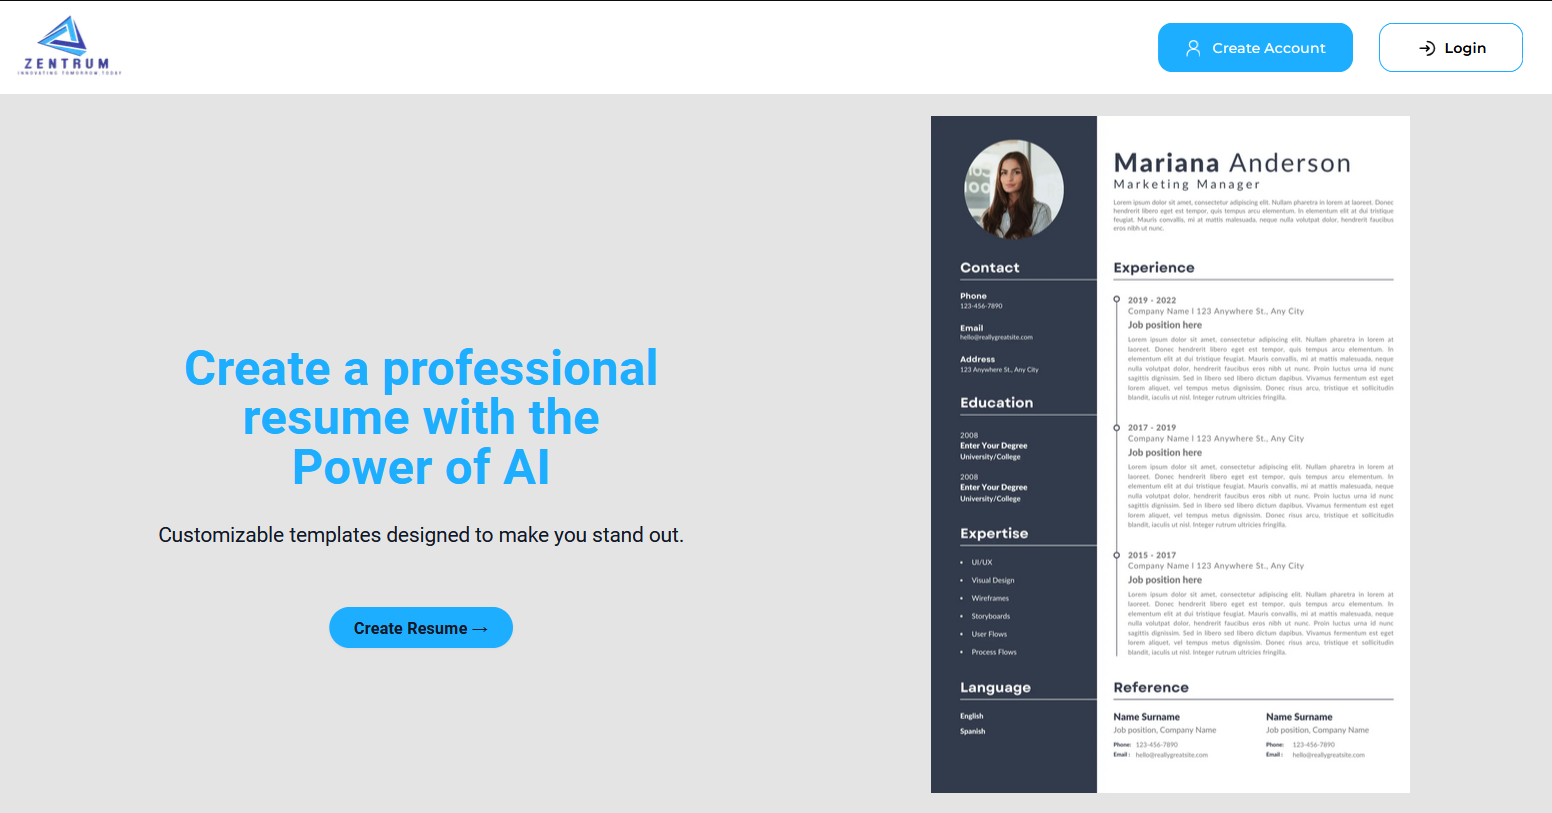 ZENTRUM
INNOVATING TOMORROW TODAY
Create Account
Login
Create a professional
resume with the
Power of AI
Customizable templates designed to make you stand out.
Create Resume →
Contact
Phone
123-456-7890
Email
hello@reallygreatsite.com
Address
123 Anywhere St., Any City
Education
2008
Enter Your Degree
University/College
2008
Enter Your Degree
University/College
Expertise
• UI/UX
• Visual Design
• Wireframes
• Storyboards
• User Flows
• Process Flows
Language
English
Spanish
Mariana Anderson
Marketing Manager
Lorem ipsum dolor sit amet, consectetur adipiscing elit. Nullam pharetra in lorem at laoreet. Donec
hendrerit libero eget est tempor, quis tempus arcu elementum. In elementum elit at dui tristique
feugiat. Mauris convallis, mi at mattis malesuada, neque nulla volutpat dolor, hendrerit faucibus
eros nibh ut nunc.
Experience
2019 - 2022
Company Name l 123 Anywhere St., Any City
Job position here
Lorem ipsum dolor sit amet, consectetur adipiscing elit. Nullam pharetra in lorem at
laoreet. Donec hendrerit libero eget est tempor, quis tempus arcu elementum. In
elementum elit at dui tristique feugiat. Mauris convallis, mi at mattis malesuada, neque
nulla volutpat dolor, hendrerit faucibus eros nibh ut nunc. Proin luctus urna id nunc
sagittis dignissim. Sed in libero sed libero dictum dapibus. Vivamus fermentum est eget
lorem aliquet, vel tempus metus dignissim. Donec risus arcu, tristique et sollicitudin
blandit, iaculis ut nisl. Integer rutrum ultricies fringilla.
2017 - 2019
Company Name l 123 Anywhere St., Any City
Job position here
Lorem ipsum dolor sit amet, consectetur adipiscing elit. Nullam pharetra in lorem at
laoreet. Donec hendrerit libero eget est tempor, quis tempus arcu elementum. In
elementum elit at dui tristique feugiat. Mauris convallis, mi at mattis malesuada, neque
nulla volutpat dolor, hendrerit faucibus eros nibh ut nunc. Proin luctus urna id nunc
sagittis dignissim. Sed in libero sed libero dictum dapibus. Vivamus fermentum est eget
lorem aliquet, vel tempus metus dignissim. Donec risus arcu, tristique et sollicitudin
blandit, iaculis ut nisl. Integer rutrum ultricies fringilla.
2015 - 2017
Company Name l 123 Anywhere St., Any City
Job position here
Lorem ipsum dolor sit amet, consectetur adipiscing elit. Nullam pharetra in lorem at
laoreet. Donec hendrerit libero eget est tempor, quis tempus arcu elementum. In
elementum elit at dui tristique feugiat. Mauris convallis, mi at mattis malesuada, neque
nulla volutpat dolor, hendrerit faucibus eros nibh ut nunc. Proin luctus urna id nunc
sagittis dignissim. Sed in libero sed libero dictum dapibus. Vivamus fermentum est eget
lorem aliquet, vel tempus metus dignissim. Donec risus arcu, tristique et sollicitudin
blandit, iaculis ut nisl. Integer rutrum ultricies fringilla.
Reference
Name Surname
Job position, Company Name
Phone: 123-456-7890
Email : hello@reallygreatsite.com
Name Surname
Job position, Company Name
Phone: 123-456-7890
Email : hello@reallygreatsite.com